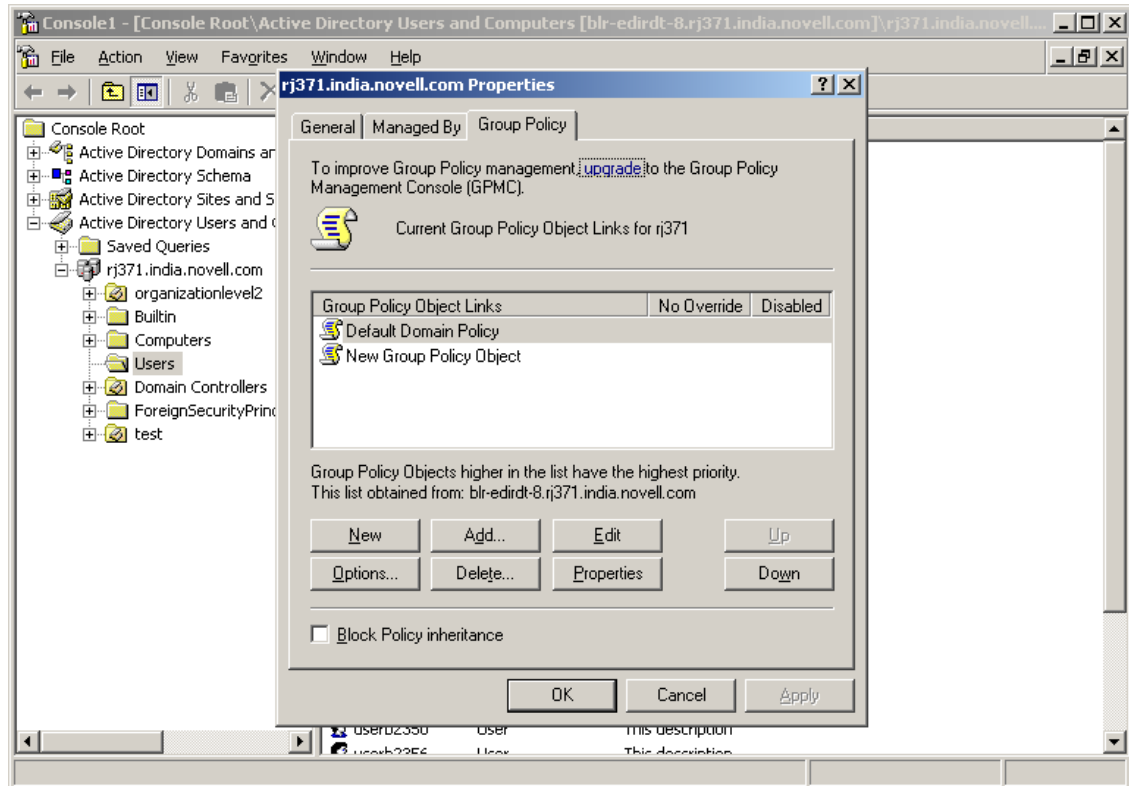 Console1 - [Console Root\Active Directory Users and Computers [blr-edirdt-8.rj371.india.novell.com]\rj371.india.novell....
File Action View Favorites Window Help
rj371.india.novell.com Properties
Console Root
Active Directory Domains an
Active Directory Schema
Active Directory Sites and S
Active Directory Users and C
Saved Queries
rj371.india.novell.com
organizationlevel2
Builtin
Computers
Users
Domain Controllers
ForeignSecurityPrinc
test
General Managed By Group Policy
To improve Group Policy management, upgrade to the Group Policy
Management Console (GPMC).
Current Group Policy Object Links for rj371
Group Policy Object Links No Override Disabled
Default Domain Policy
New Group Policy Object
Group Policy Objects higher in the list have the highest priority.
This list obtained from: blr-edirdt-8.rj371.india.novell.com
New Add... Edit Up
Options... Delete... Properties Down
Block Policy inheritance
OK Cancel Apply
userb2350 User This description
userb2356 User This description